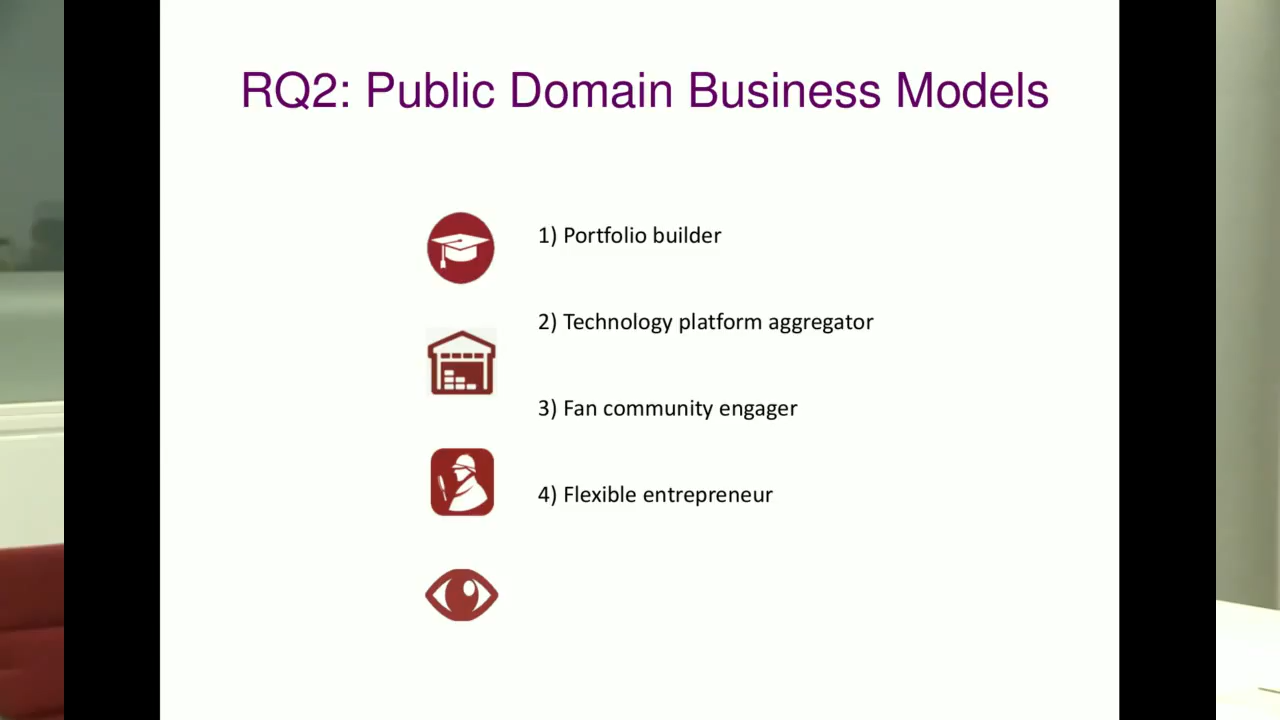 RQ2: Public Domain Business Models
1) Portfolio builder
2) Technology platform aggregator
3) Fan community engager
4) Flexible entrepreneur